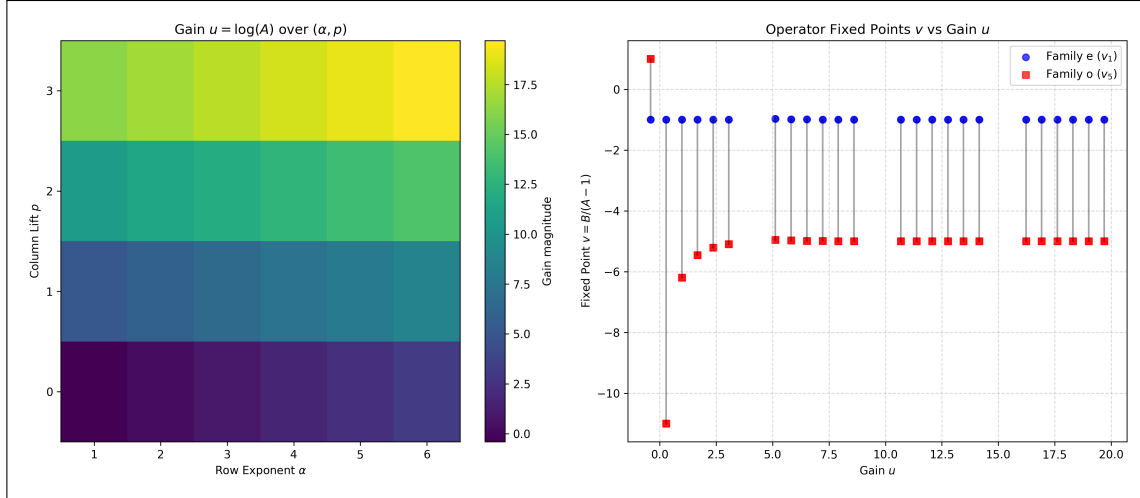 Gain u = log(A) over (α, p)
3
2
1
0
Column Lift p
1 2 3 4 5 6
Row Exponent α
17.5
15.0
12.5
10.0
7.5
5.0
2.5
0.0
Gain magnitude
Operator Fixed Points v vs Gain u
Family e (v₁)
Family o (v₅)
0
−2
−4
−6
−8
−10
Fixed Point v = B/(A − 1)
0.0 2.5 5.0 7.5 10.0 12.5 15.0 17.5 20.0
Gain u